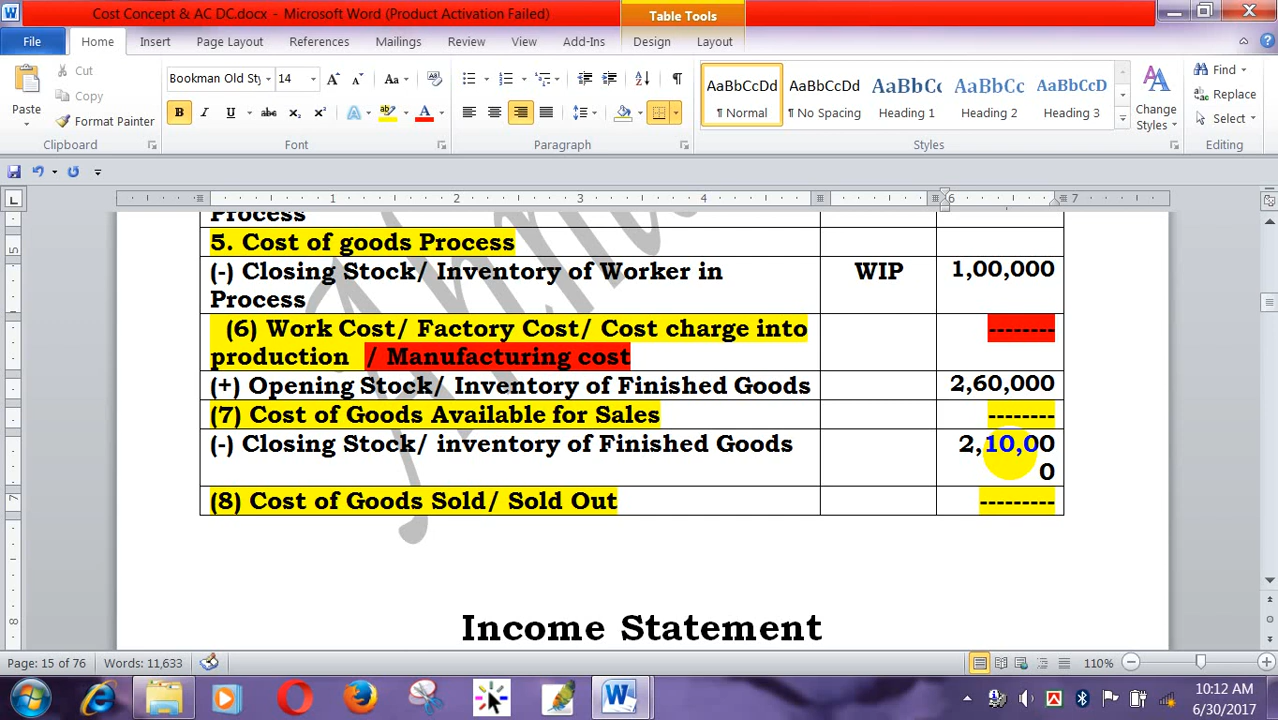 Cost Concept & AC DC.docx - Microsoft Word (Product Activation Failed)
Table Tools
File Home Insert Page Layout References Mailings Review View Add-Ins Design Layout
Paste
Cut
Copy
Format Painter
Clipboard
Bookman Old Sty 14
Font
Paragraph
AaBbCcDd AaBbCcDd AaBbCc AaBbCc AaBbCcDd
¶ Normal ¶ No Spacing Heading 1 Heading 2 Heading 3
Change Styles
Styles
Find
Replace
Select
Editing
Process
5. Cost of goods Process
(-) Closing Stock/ Inventory of Worker in WIP 1,00,000
Process
(6) Work Cost/ Factory Cost/ Cost charge into --------
production / Manufacturing cost
(+) Opening Stock/ Inventory of Finished Goods 2,60,000
(7) Cost of Goods Available for Sales --------
(-) Closing Stock/ inventory of Finished Goods 2,10,00
0
(8) Cost of Goods Sold/ Sold Out ---------
Income Statement
Page: 15 of 76 Words: 11,633 110%
10:12 AM
6/30/2017